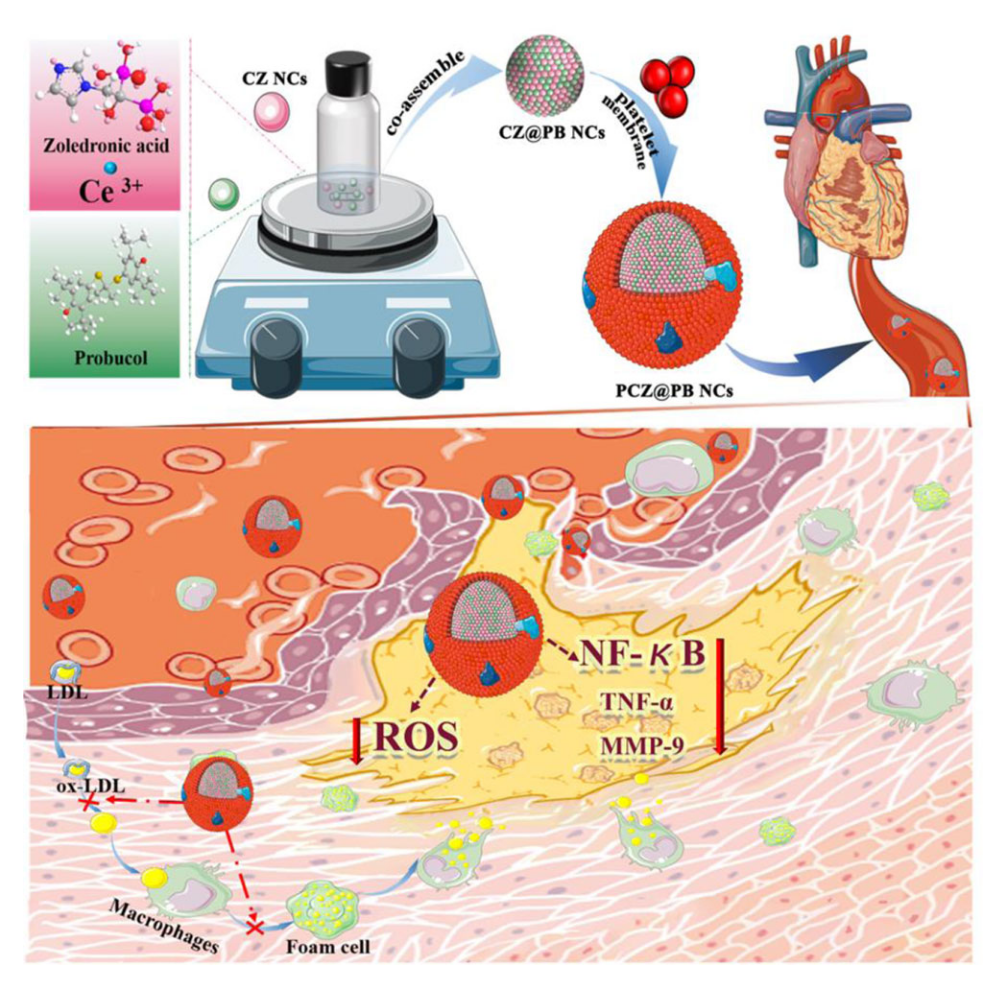 Zoledronic acid
Ce 3+
Probucol
CZ NCs
co-assemble
CZ@PB NCs
platelet
membrane
PCZ@PB NCs
LDL
ox-LDL
Macrophages
Foam cell
ROS
NF-κB
TNF-α
MMP-9